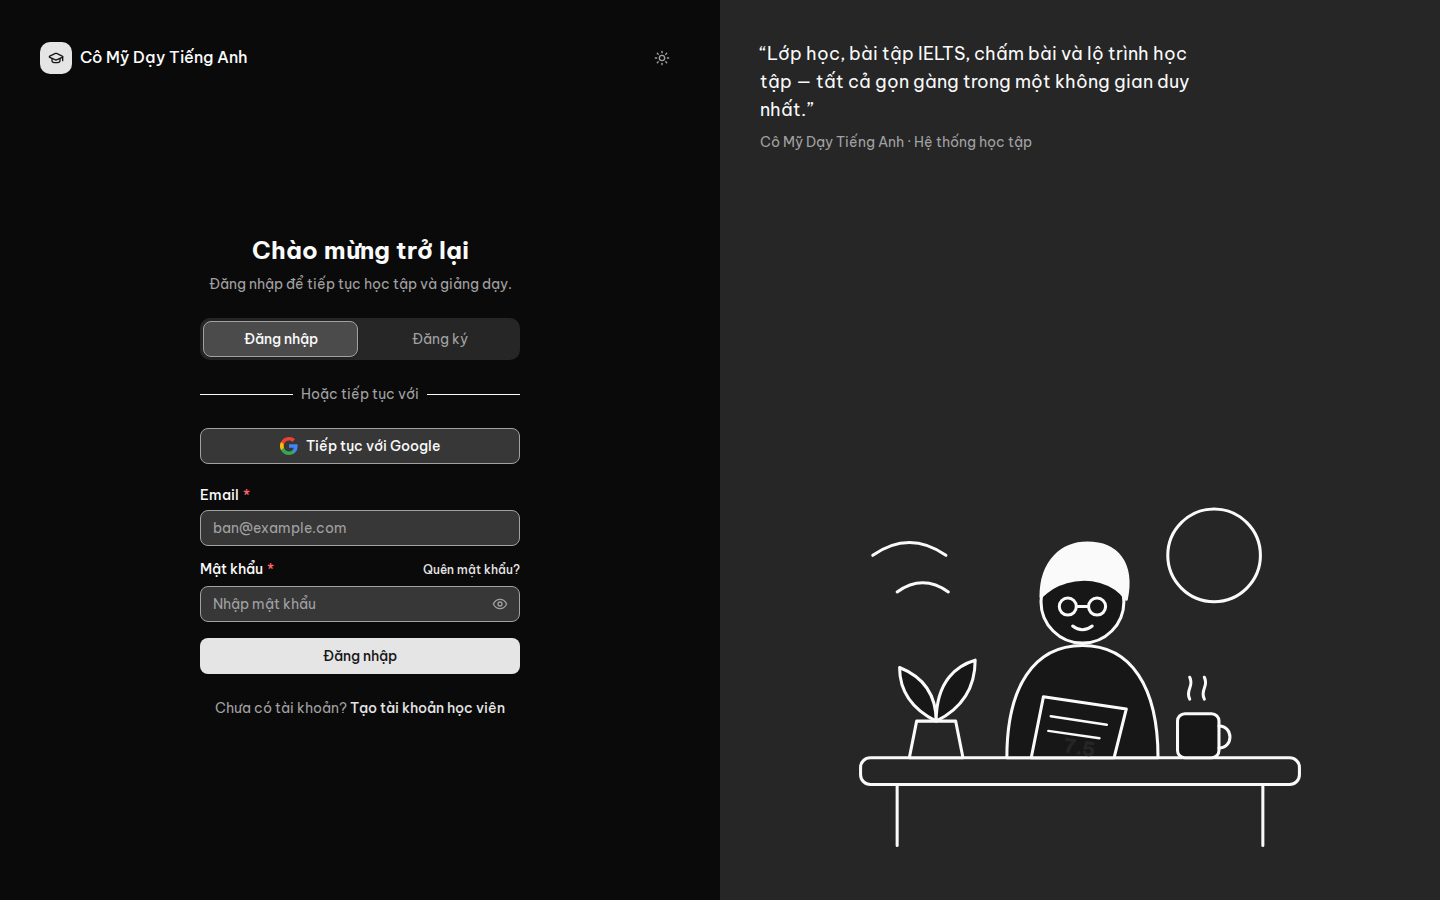 Cô Mỹ Dạy Tiếng Anh
Chào mừng trở lại
Đăng nhập để tiếp tục học tập và giảng dạy.
Đăng nhập
Đăng ký
Hoặc tiếp tục với
Tiếp tục với Google
Email *
ban@example.com
Mật khẩu *
Quên mật khẩu?
Nhập mật khẩu
Đăng nhập
Chưa có tài khoản? Tạo tài khoản học viên
“Lớp học, bài tập IELTS, chấm bài và lộ trình học
tập — tất cả gọn gàng trong một không gian duy
nhất.”
Cô Mỹ Dạy Tiếng Anh · Hệ thống học tập
7.5